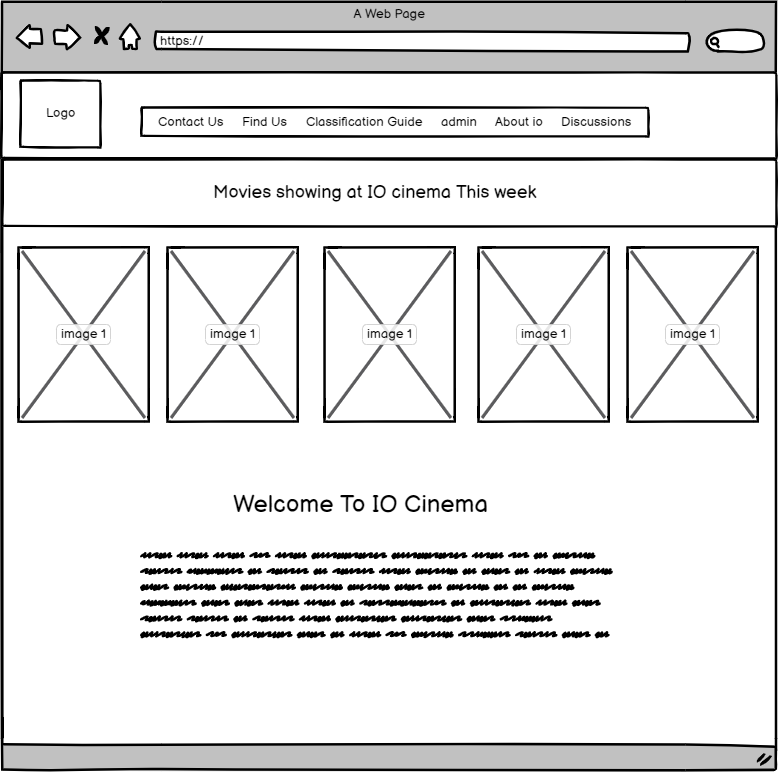 A Web Page
https://
Logo
Contact Us Find Us Classification Guide admin About io Discussions
Movies showing at IO cinema This week
image 1 image 1 image 1 image 1 image 1
Welcome To IO Cinema